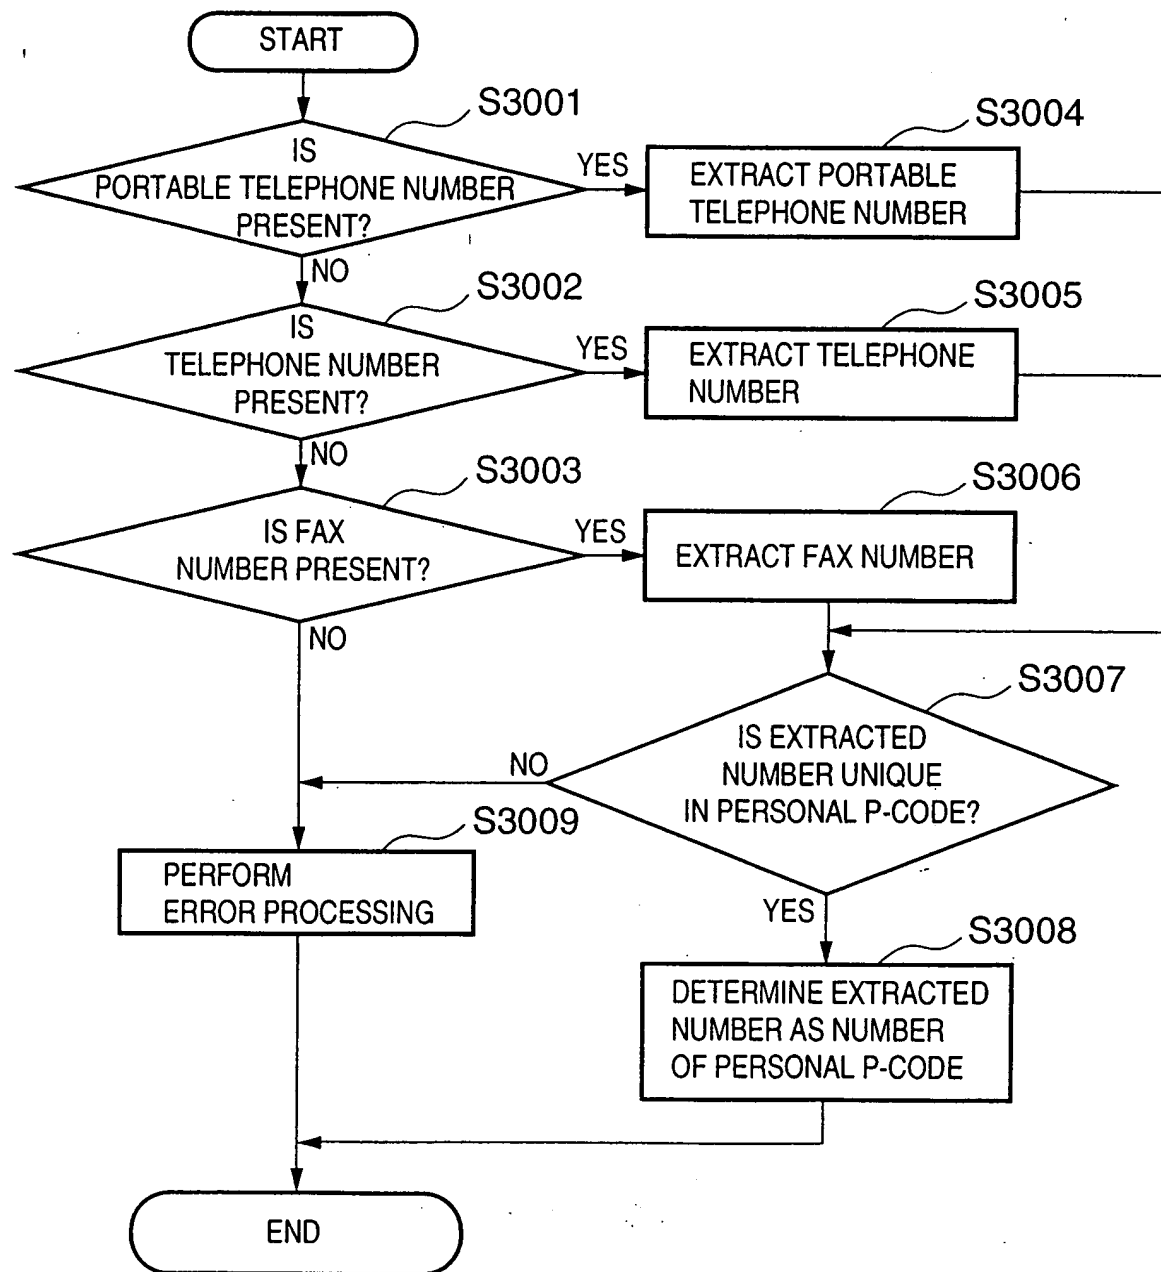 START
S3001
IS
PORTABLE TELEPHONE NUMBER
PRESENT?
YES
S3004
EXTRACT PORTABLE
TELEPHONE NUMBER
NO
S3002
IS
TELEPHONE NUMBER
PRESENT?
YES
S3005
EXTRACT TELEPHONE
NUMBER
NO
S3003
IS FAX
NUMBER PRESENT?
YES
S3006
EXTRACT FAX NUMBER
NO
S3007
IS EXTRACTED
NUMBER UNIQUE
IN PERSONAL P-CODE?
NO
S3009
PERFORM
ERROR PROCESSING
YES
S3008
DETERMINE EXTRACTED
NUMBER AS NUMBER
OF PERSONAL P-CODE
END